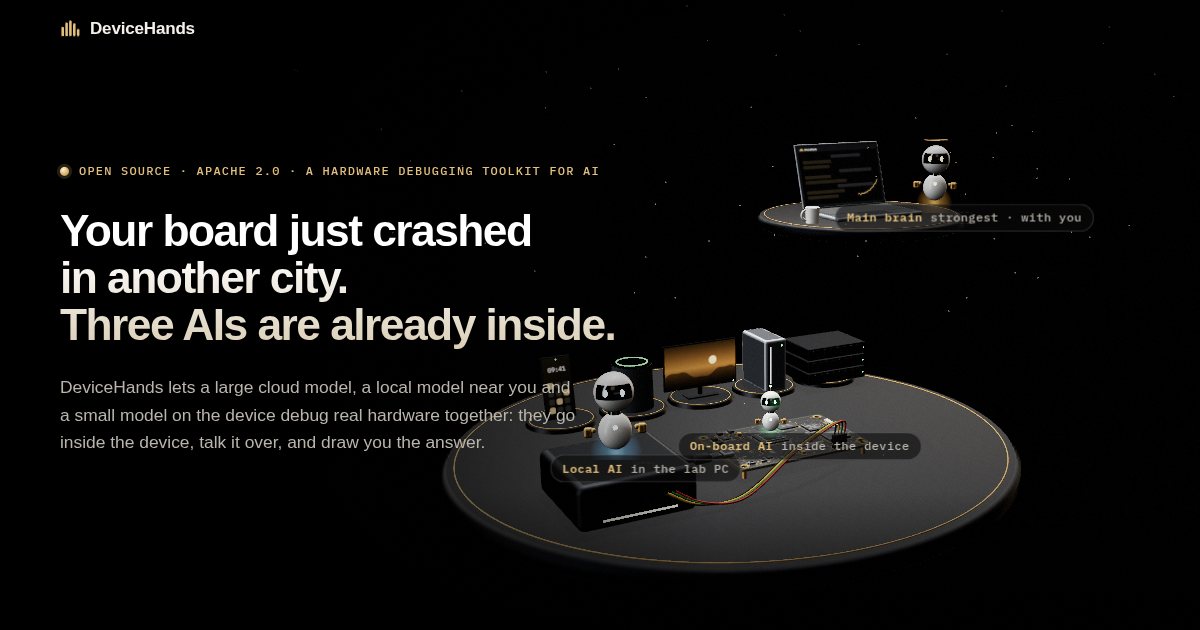 DeviceHands
OPEN SOURCE · APACHE 2.0 · A HARDWARE DEBUGGING TOOLKIT FOR AI
Your board just crashed
in another city.
Three AIs are already inside.
DeviceHands lets a large cloud model, a local model near you and
a small model on the device debug real hardware together: they go
inside the device, talk it over, and draw you the answer.
Main brain strongest · with you
09:41
On-board AI inside the device
Local AI in the lab PC